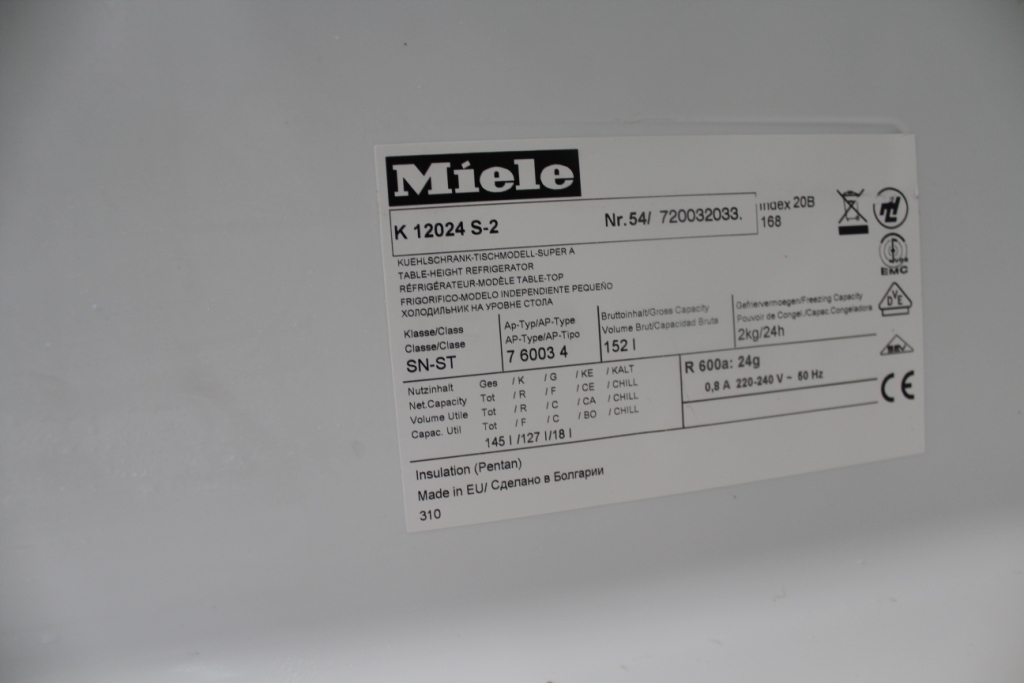 Miele
K 12024 S-2 Nr.54/ 720032033. Index 20B
168
KUEHLSCHRANK-TISCHMODELL-SUPER A
TABLE-HEIGHT REFRIGERATOR
RÉFRIGÉRATEUR-MODÈLE TABLE-TOP
FRIGORIFICO-MODELO INDEPENDIENTE PEQUEÑO
ХОЛОДИЛЬНИК НА УРОВНЕ СТОЛА
EMC
DVE
Klasse/Class
Classe/Clase
SN-ST
Ap-Typ/AP-Type
AP-Type/AP-Tipo
7 6003 4
Bruttoinhalt/Gross Capacity
Volume Brut/Capacidad Bruta
152 l
Gefriervermoegen/Freezing Capacity
Pouvoir de Congel./Capac.Congeladora
2kg/24h
Nutzinhalt Ges / K / G / KE / KALT
Net.Capacity Tot / R / F / CE / CHILL
Volume Utile Tot / R / C / CA / CHILL
Capac. Util Tot / F / C / BO / CHILL
145 l /127 l/18 l
R 600a: 24g
0,8 A 220-240 V ~ 50 Hz
CE
Insulation (Pentan)
Made in EU/ Сделано в Болгарии
310